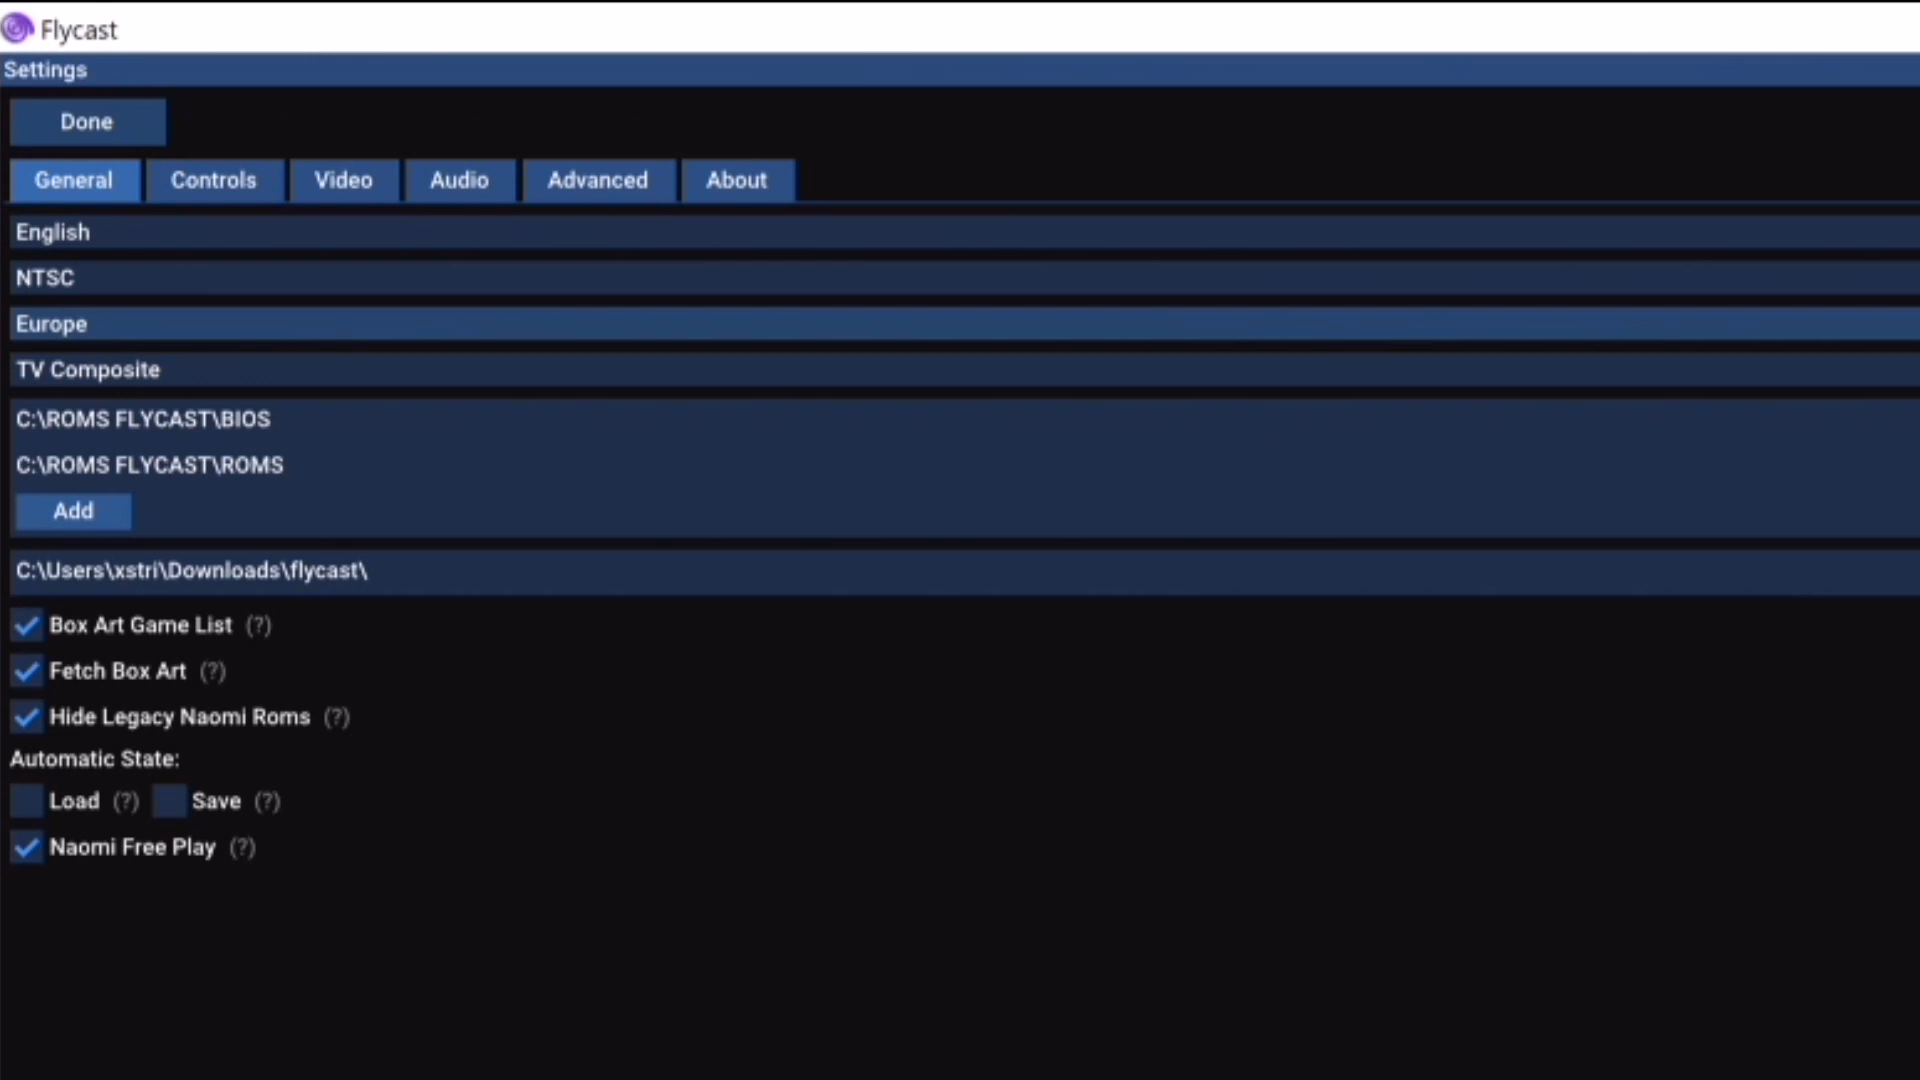 Flycast
Settings
Done
General Controls Video Audio Advanced About
English
NTSC
Europe
TV Composite
C:\ROMS FLYCAST\BIOS
C:\ROMS FLYCAST\ROMS
Add
C:\Users\xstri\Downloads\flycast\
Box Art Game List (?)
Fetch Box Art (?)
Hide Legacy Naomi Roms (?)
Automatic State:
Load (?) Save (?)
Naomi Free Play (?)